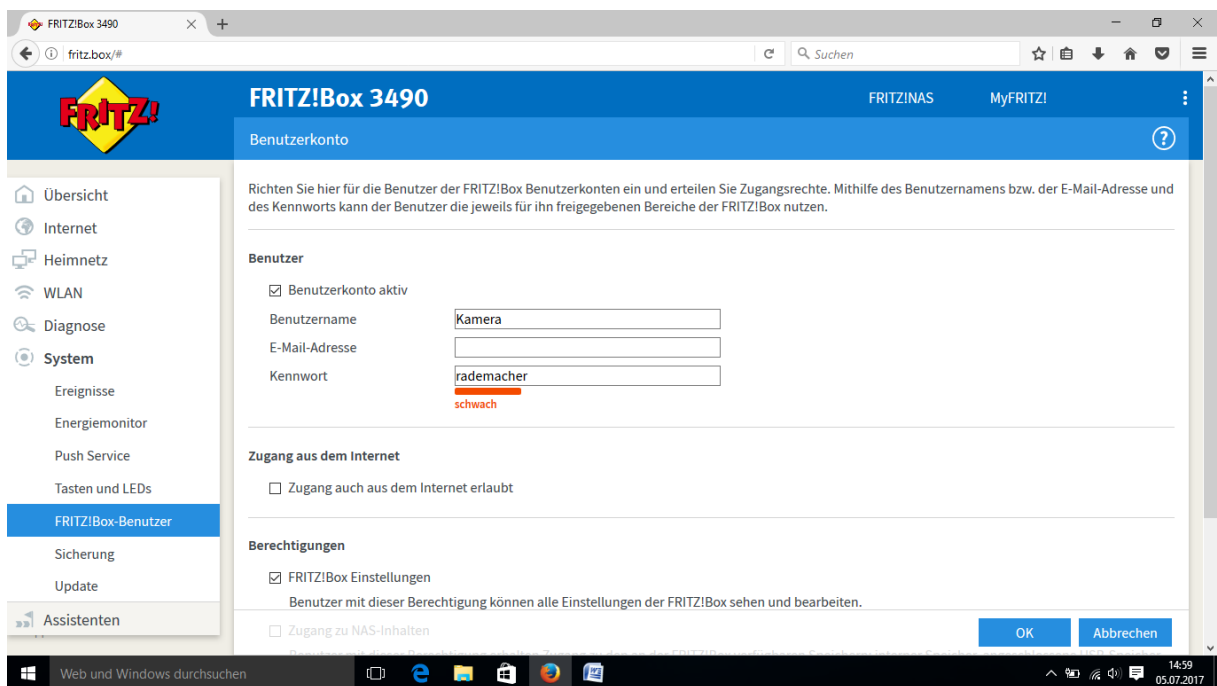 FRITZ!Box 3490
fritz.box/#
Suchen
FRITZ!
FRITZ!Box 3490
FRITZ!NAS
MyFRITZ!
Benutzerkonto
?
Übersicht
Internet
Heimnetz
WLAN
Diagnose
System
Ereignisse
Energiemonitor
Push Service
Tasten und LEDs
FRITZ!Box-Benutzer
Sicherung
Update
Assistenten
Richten Sie hier für die Benutzer der FRITZ!Box Benutzerkonten ein und erteilen Sie Zugangsrechte. Mithilfe des Benutzernamens bzw. der E-Mail-Adresse und
des Kennworts kann der Benutzer die jeweils für ihn freigegebenen Bereiche der FRITZ!Box nutzen.
Benutzer
Benutzerkonto aktiv
Benutzername Kamera
E-Mail-Adresse
Kennwort rademacher
schwach
Zugang aus dem Internet
Zugang auch aus dem Internet erlaubt
Berechtigungen
FRITZ!Box Einstellungen
Benutzer mit dieser Berechtigung können alle Einstellungen der FRITZ!Box sehen und bearbeiten.
Zugang zu NAS-Inhalten
OK
Abbrechen
Web und Windows durchsuchen
14:59
05.07.2017